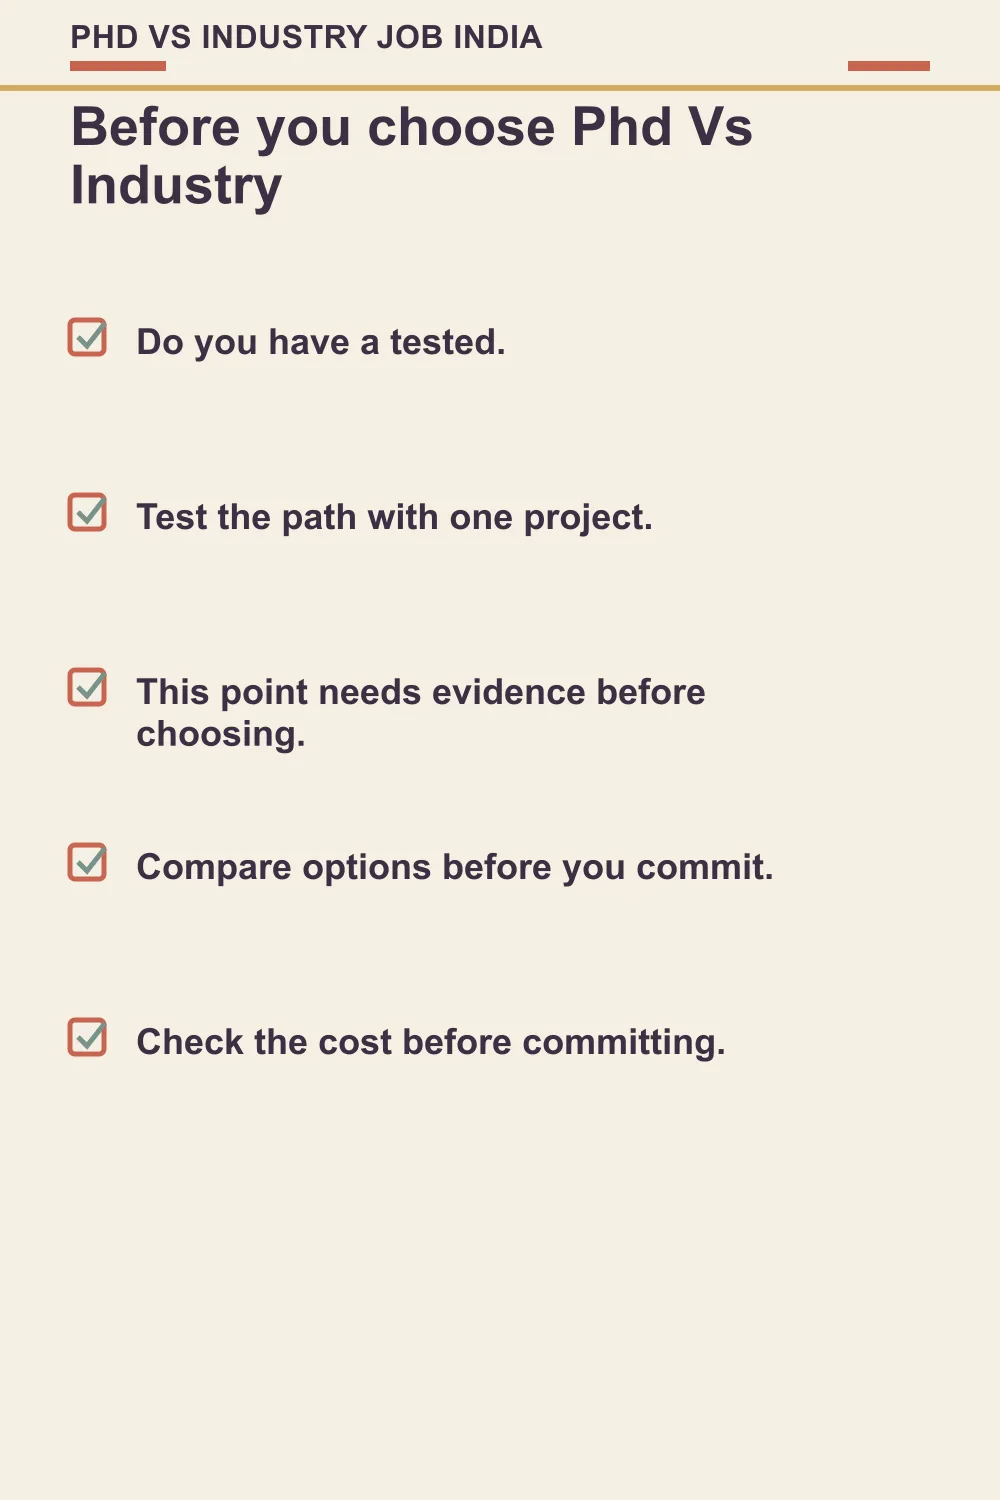 PHD VS INDUSTRY JOB INDIA
Before you choose Phd Vs
Industry
Do you have a tested.
Test the path with one project.
This point needs evidence before
choosing.
Compare options before you commit.
Check the cost before committing.